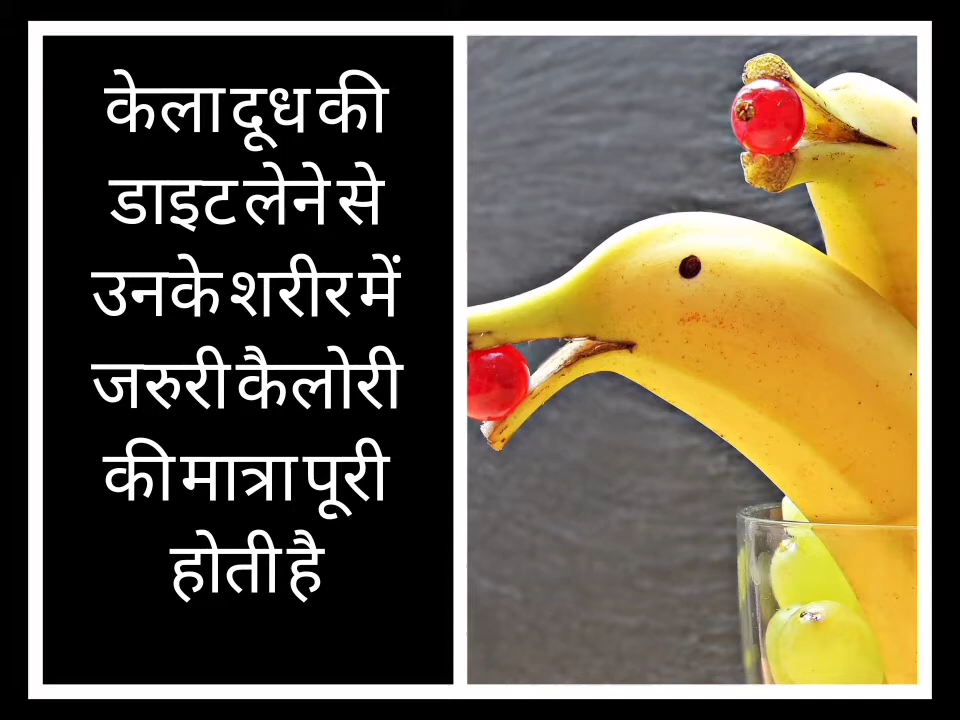 केला दूध की
डाइट लेने से
उनके शरीर में
जरुरी कैलोरी
की मात्रा पूरी
होती है